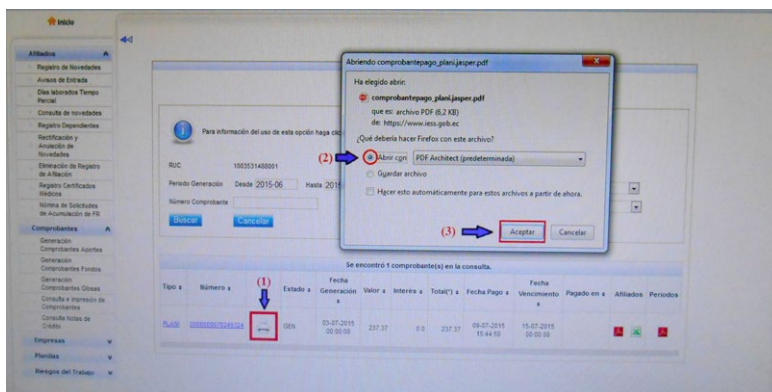 Inicio
Afiliados
Registro de Novedades
Avisos de Entrada
Días laborados Tiempo
Parcial
Consulta de novedades
Registro Dependientes
Rectificación y
Anulación de
Novedades
Eliminación de Registro
de Afiliación
Registro Certificados
Médicos
Nómina de Solicitudes
de Acumulación de FR
Comprobantes
Generación
Comprobantes Aportes
Generación
Comprobantes Fondos
Generación
Comprobantes Glosas
Consulta e impresión de
Comprobantes
Consulta Notas de
Crédito
Empresas
Planillas
Riesgos del Trabajo
Para información del uso de esta opción haga clic
RUC
Periodo Generación Desde 2015-06 Hasta
Número Comprobante
Buscar Cancelar
Abriendo comprobantepago_plani.jasper.pdf
Ha elegido abrir:
comprobantepago_plani.jasper.pdf
que es: archivo PDF (6,2 KB)
de: https://www.iess.gob.ec
¿Qué debería hacer Firefox con este archivo?
(2)
Abrir con PDF Architect (predeterminada)
Guardar archivo
Hacer esto automáticamente para estos archivos a partir de ahora.
(3)
Aceptar Cancelar
Se encontró 1 comprobante(s) en la consulta.
Tipo Número (1) Estado Fecha Generación Valor Interés Total(*) Fecha Pago Fecha Vencimiento Pagado en Afiliados Periodos
PLANI GEN 03-07-2015 00:00:00 237.37 0.0 237.37 09-07-2015 15-07-2015 00:00:00